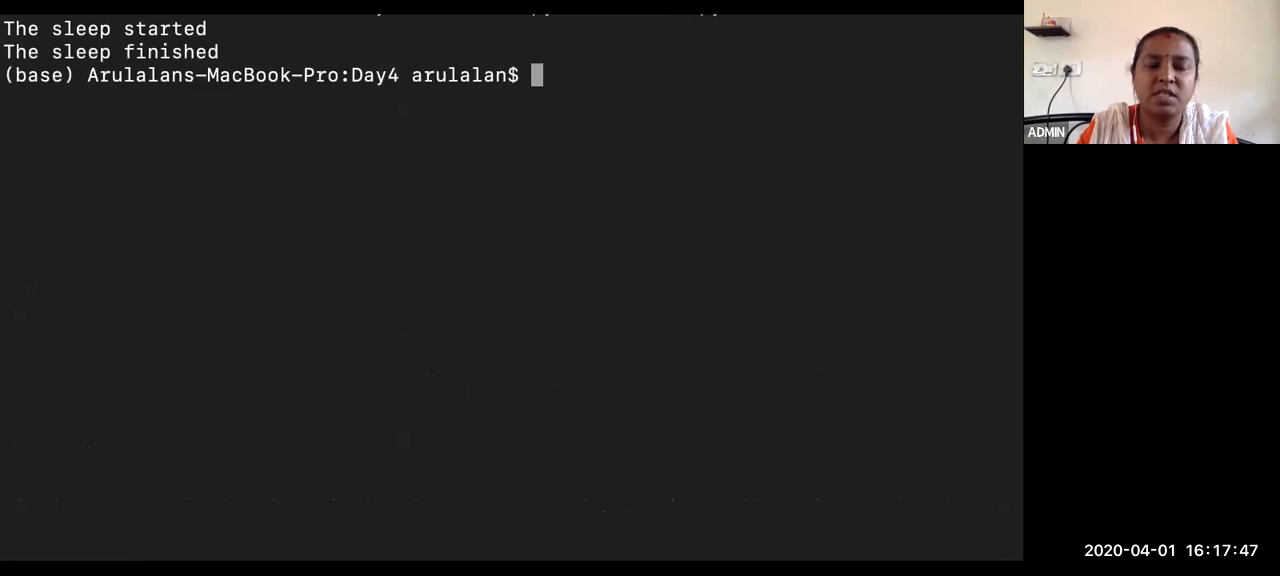 The sleep started
The sleep finished
(base) Arulalans-MacBook-Pro:Day4 arulalan$
ADMIN
2020-04-01 16:17:47